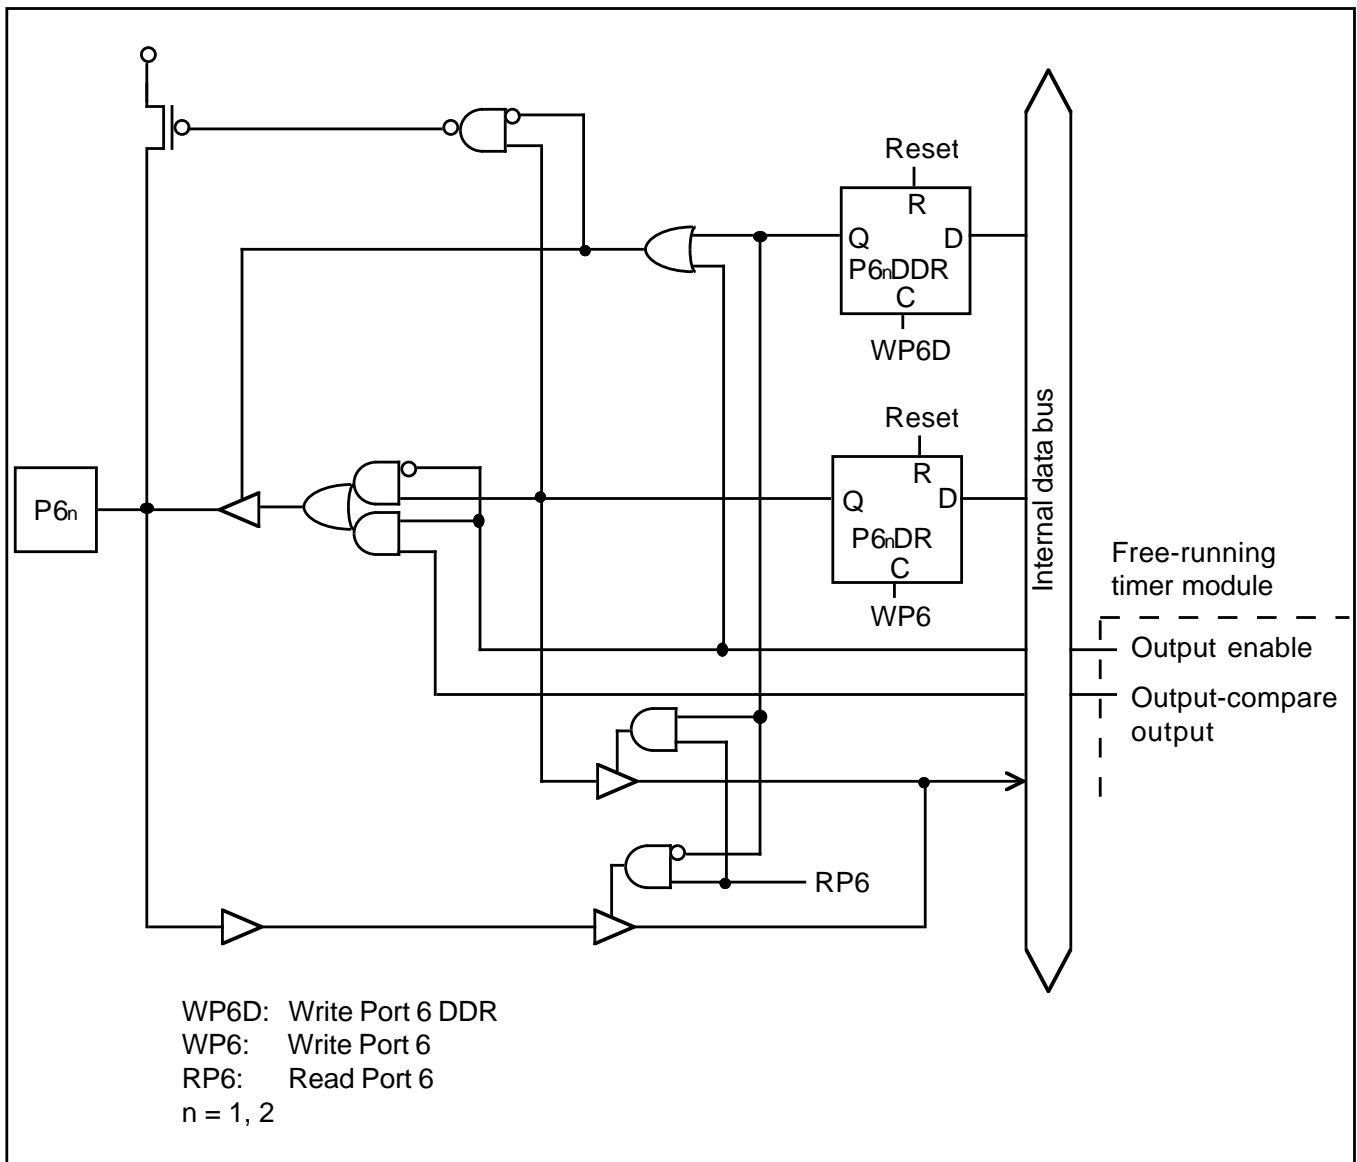 Reset
R
Q D
P6nDDR
C
WP6D
Reset
R
Q D
P6nDR
C
WP6
P6n
Internal data bus
Free-running
timer module
Output enable
Output-compare
output
RP6
WP6D: Write Port 6 DDR
WP6: Write Port 6
RP6: Read Port 6
n = 1, 2